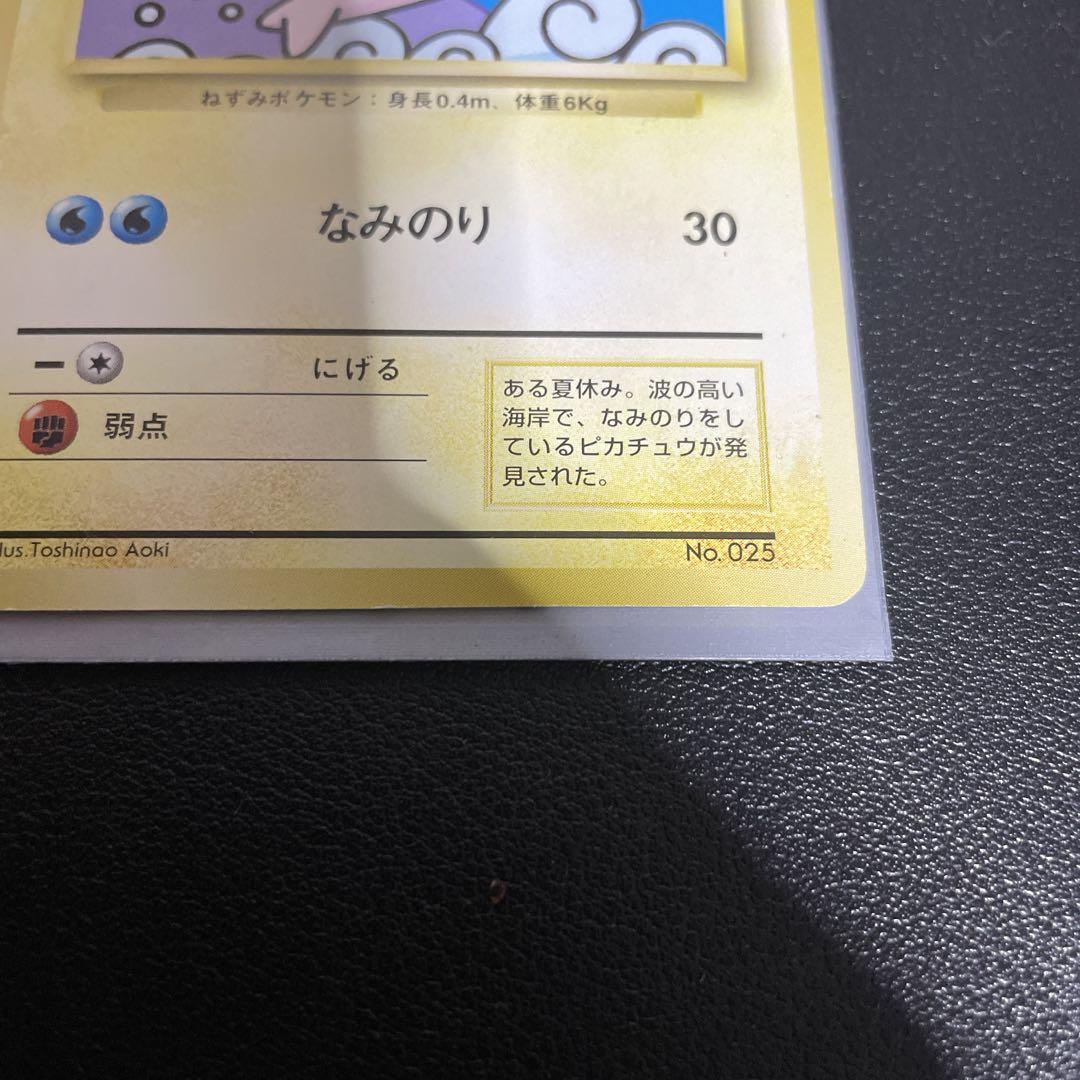 ねずみポケモン：身長0.4m、体重6Kg
なみのり 30
にげる
ある夏休み。波の高い
海岸で、なみのりをし
ているピカチュウが発
見された。
弱点
Toshinao Aoki No. 025